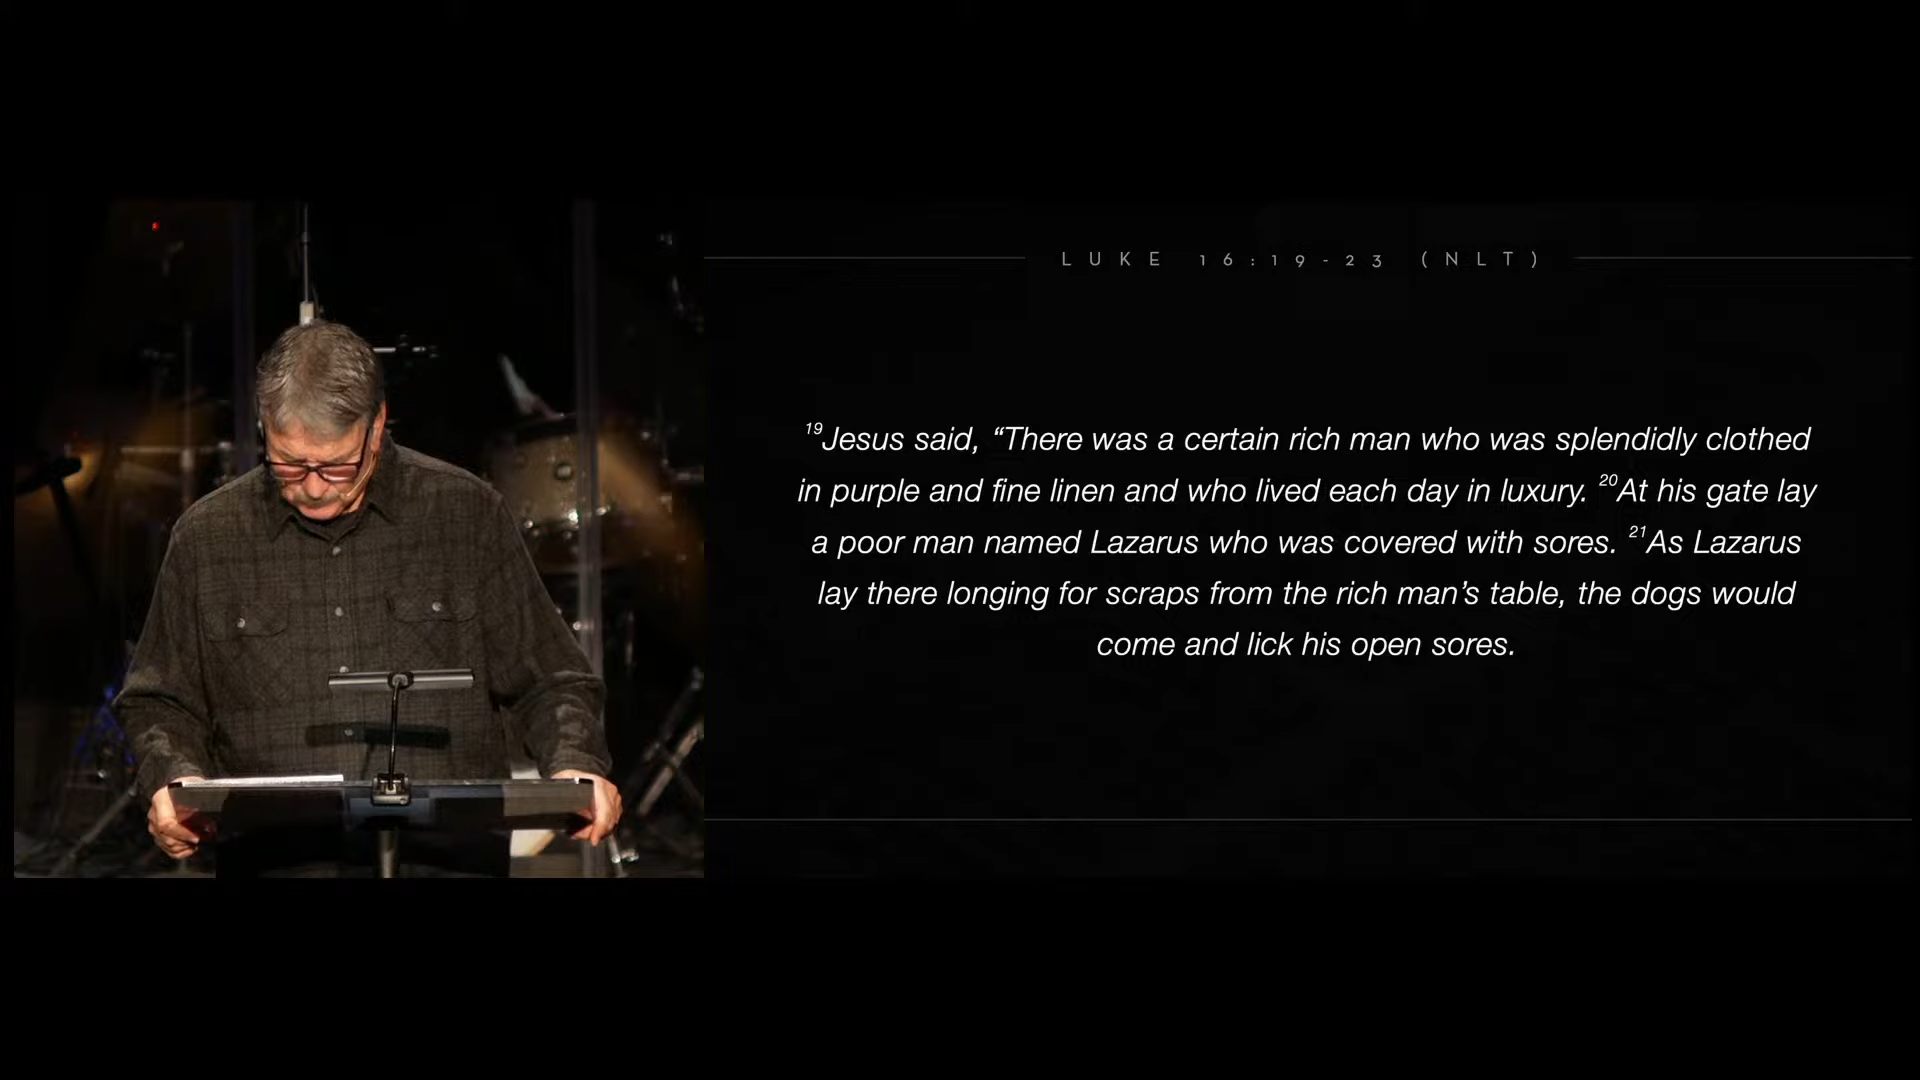 LUKE 16:19-23 (NLT)
¹⁹Jesus said, “There was a certain rich man who was splendidly clothed
in purple and fine linen and who lived each day in luxury. ²⁰At his gate lay
a poor man named Lazarus who was covered with sores. ²¹As Lazarus
lay there longing for scraps from the rich man’s table, the dogs would
come and lick his open sores.